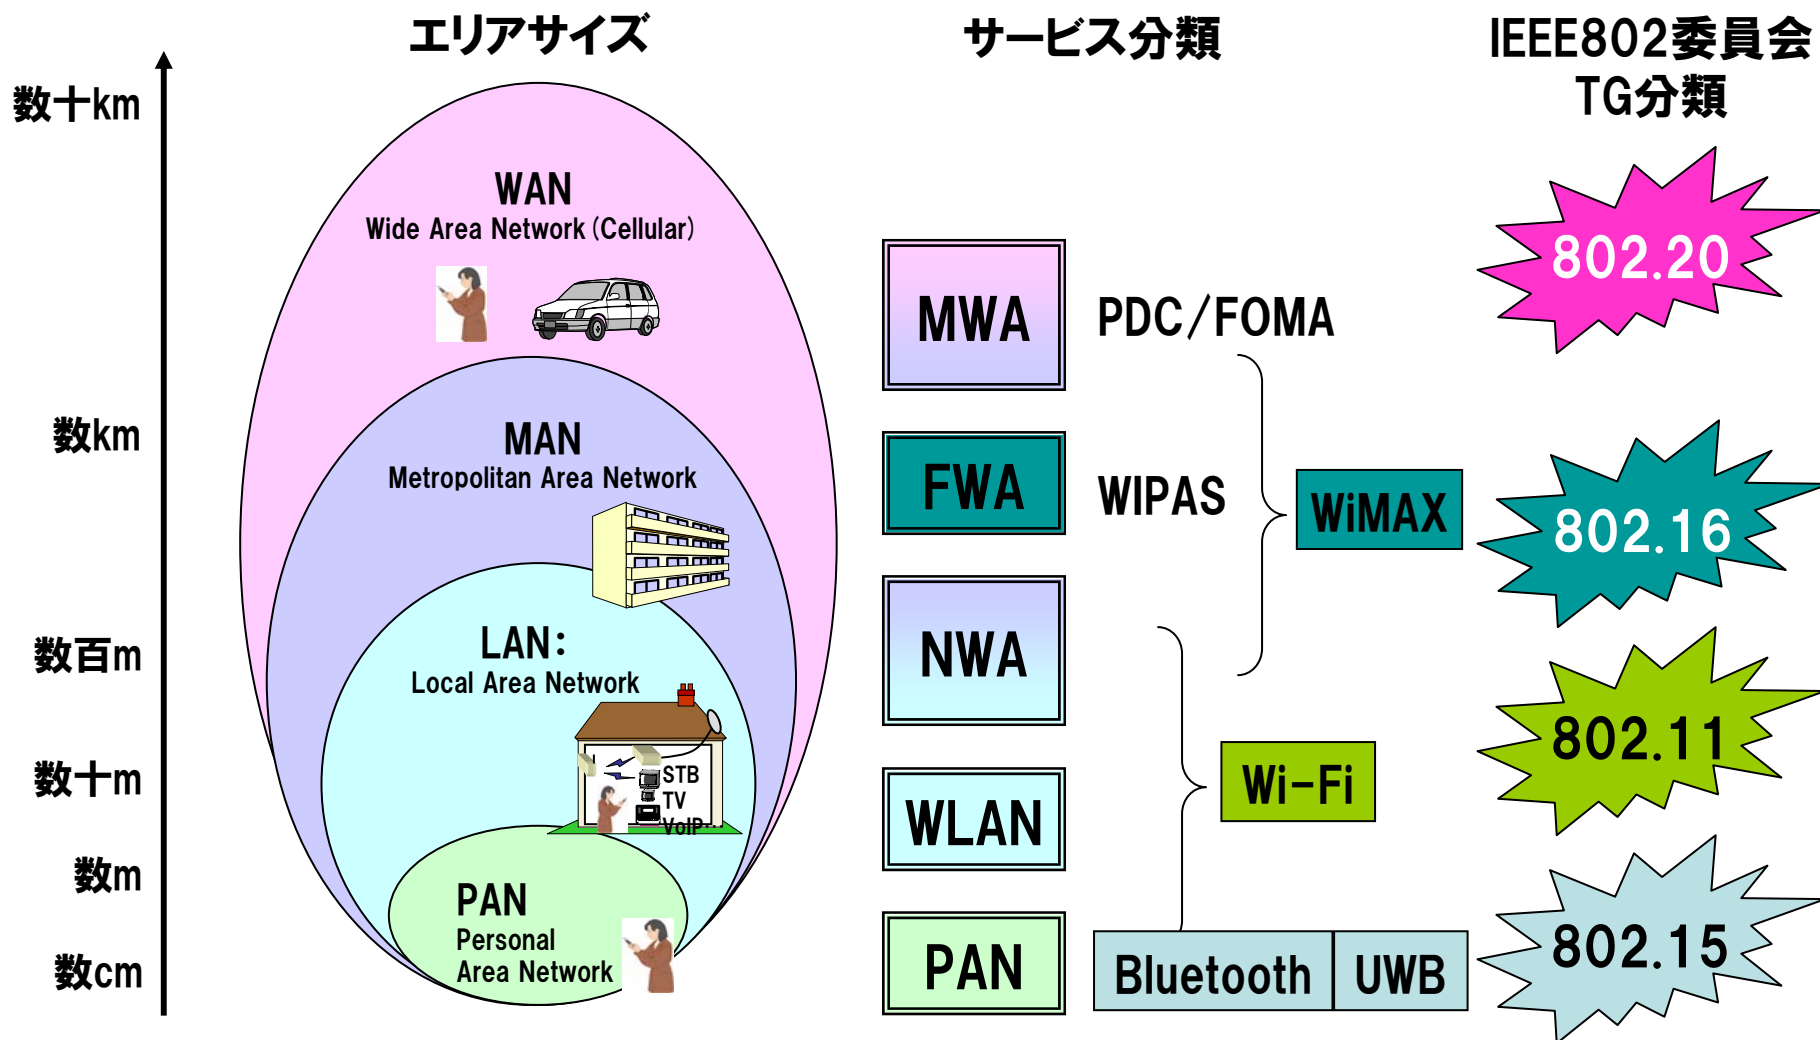 エリアサイズ
サービス分類
IEEE802委員会
TG分類
数十km
数km
数百m
数十m
数m
数cm
WAN
Wide Area Network(Cellular)
MAN
Metropolitan Area Network
LAN:
Local Area Network
STB
TV
VoIP…
PAN
Personal
Area Network
MWA
PDC/FOMA
FWA
WIPAS
WiMAX
NWA
Wi-Fi
WLAN
PAN
Bluetooth
UWB
802.20
802.16
802.11
802.15